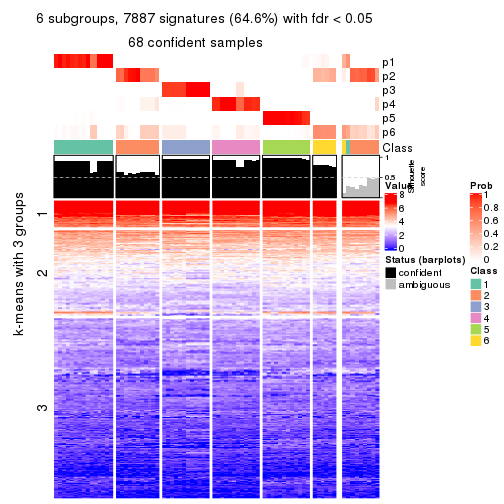 6 subgroups, 7887 signatures (64.6%) with fdr < 0.05
68 confident samples
p1
p2
p3
p4
p5
p6
Class
1
0.5
0
Silhouette
score
k-means with 3 groups
1
2
3
Value
8
6
4
2
0
Status (barplots)
confident
ambiguous
Prob
1
0.8
0.6
0.4
0.2
0
Class
1
2
3
4
5
6